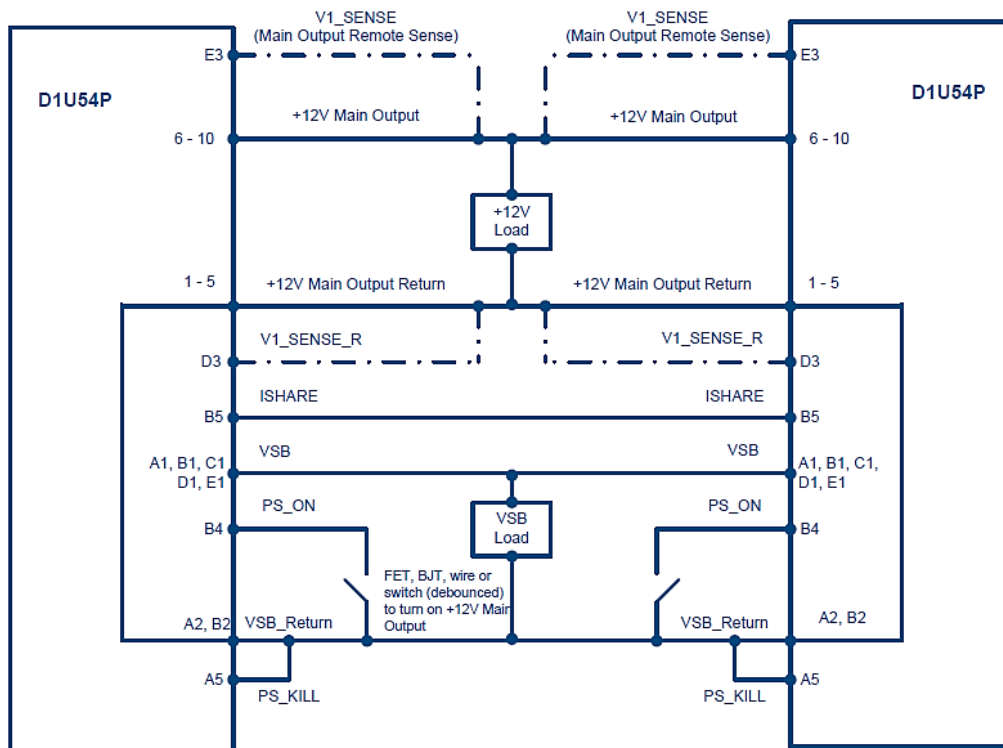 V1_SENSE
(Main Output Remote Sense)
V1_SENSE
(Main Output Remote Sense)
E3
E3
D1U54P
D1U54P
+12V Main Output
+12V Main Output
6 - 10
6 - 10
+12V
Load
1 - 5
+12V Main Output Return
+12V Main Output Return
1 - 5
V1_SENSE_R
V1_SENSE_R
D3
D3
ISHARE
ISHARE
B5
B5
VSB
VSB
A1, B1, C1
D1, E1
A1, B1, C1,
D1, E1
PS_ON
PS_ON
B4
B4
VSB
Load
FET, BJT, wire or
switch (debounced)
to turn on +12V Main
Output
A2, B2
VSB_Return
VSB_Return
A2, B2
A5
A5
PS_KILL
PS_KILL